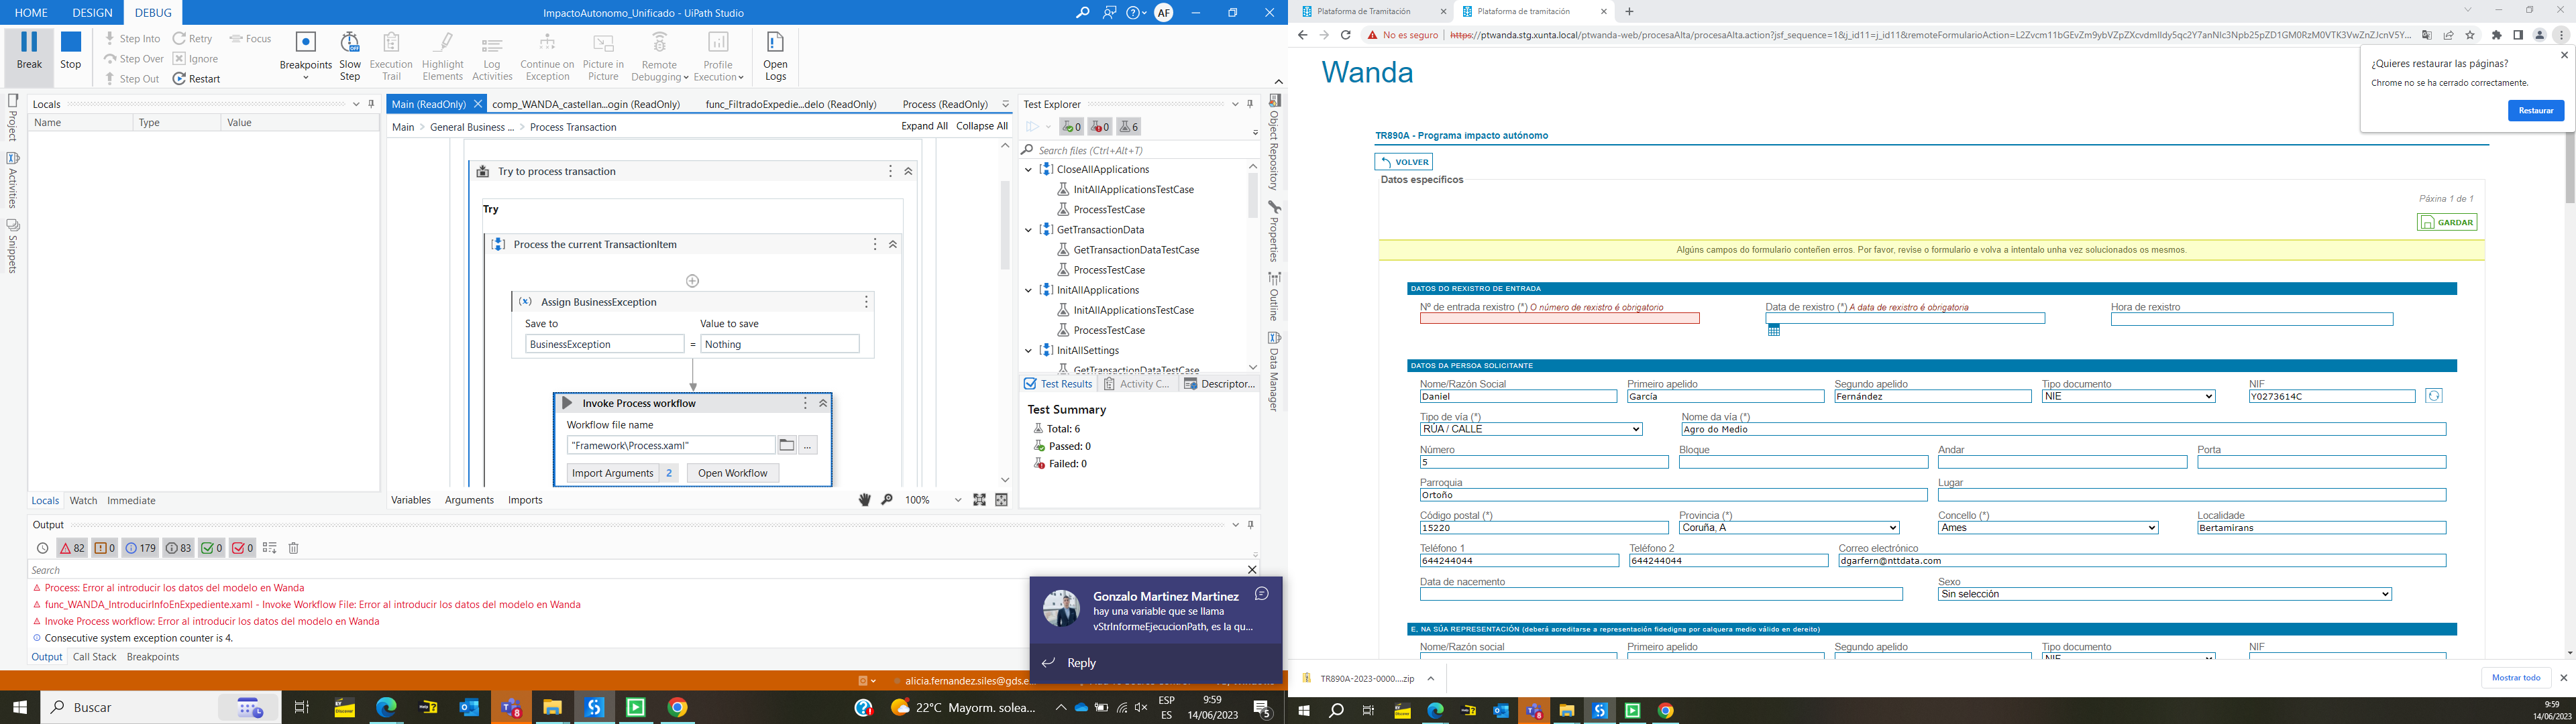 HOME DESIGN DEBUG
ImpactoAutonomo_Unificado - UiPath Studio
AF
Break
Stop
Step Into
Step Over
Step Out
Retry
Ignore
Restart
Focus
Breakpoints
Slow Step
Execution Trail
Highlight Elements
Log Activities
Continue on Exception
Picture in Picture
Remote Debugging
Profile Execution
Open Logs
Project
Activities
Snippets
Locals
Name Type Value
Locals Watch Immediate
Main (ReadOnly) comp_WANDA_castellan...ogin (ReadOnly) func_FiltradoExpedie...delo (ReadOnly) Process (ReadOnly)
Main > General Business ... > Process Transaction
Expand All Collapse All
Try to process transaction
Try
Process the current TransactionItem
Assign BusinessException
Save to Value to save
BusinessException = Nothing
Invoke Process workflow
Workflow file name
"Framework\Process.xaml"
Import Arguments 2 Open Workflow
Variables Arguments Imports
100%
Test Explorer
0 0 6
Search files (Ctrl+Alt+T)
CloseAllApplications
InitAllApplicationsTestCase
ProcessTestCase
GetTransactionData
GetTransactionDataTestCase
ProcessTestCase
InitAllApplications
InitAllApplicationsTestCase
ProcessTestCase
InitAllSettings
GetTransactionDataTestCase
Test Results Activity C... Descriptor...
Test Summary
Total: 6
Passed: 0
Failed: 0
Object Repository
Properties
Outline
Data Manager
Output
82 0 179 83 0 0
Search
Process: Error al introducir los datos del modelo en Wanda
func_WANDA_IntroducirInfoEnExpediente.xaml - Invoke Workflow File: Error al introducir los datos del modelo en Wanda
Invoke Process workflow: Error al introducir los datos del modelo en Wanda
Consecutive system exception counter is 4.
Output Call Stack Breakpoints
Gonzalo Martinez Martinez
hay una variable que se llama
vStrInformeEjecucionPath, es la qu...
Reply
alicia.fernandez.siles@gds.e...
Buscar
22°C Mayorm. solea...
ESP
ES
9:59
14/06/2023
5
Plataforma de Tramitación
Plataforma de tramitación
No es seguro
https://ptwanda.stg.xunta.local/ptwanda-web/procesaAlta/procesaAlta.action?jsf_sequence=1&j_id11=j_id11&remoteFormularioAction=
¿Quieres restaurar las páginas?
Chrome no se ha cerrado correctamente.
Restaurar
Wanda
TR890A - Programa impacto autónomo
VOLVER
Datos específicos
Páxina 1 de 1
GARDAR
Algúns campos do formulario conteñen erros. Por favor, revise o formulario e volva a intentalo unha vez solucionados os mesmos.
DATOS DO REXISTRO DE ENTRADA
Nº de entrada rexistro (*) O número de rexistro é obrigatorio
Data de rexistro (*) A data de rexistro é obrigatoria
Hora de rexistro
DATOS DA PERSOA SOLICITANTE
Nome/Razón Social Primeiro apelido Segundo apelido Tipo documento NIF
Daniel García Fernández NIE Y0273614C
Tipo de vía (*) Nome da vía (*)
RÚA / CALLE Agro do Medio
Número Bloque Andar Porta
5
Parroquia Lugar
Ortoño
Código postal (*) Provincia (*) Concello (*) Localidade
15220 Coruña, A Ames Bertamirans
Teléfono 1 Teléfono 2 Correo electrónico
644244044 644244044 dgarfern@nttdata.com
Data de nacemento Sexo
Sin selección
E, NA SÚA REPRESENTACIÓN (deberá acreditarse a representación fidedigna por calquera medio válido en dereito)
Nome/Razón social Primeiro apelido Segundo apelido Tipo documento NIF
NIE
TR890A-2023-0000....zip
Mostrar todo
9:59
14/06/2023